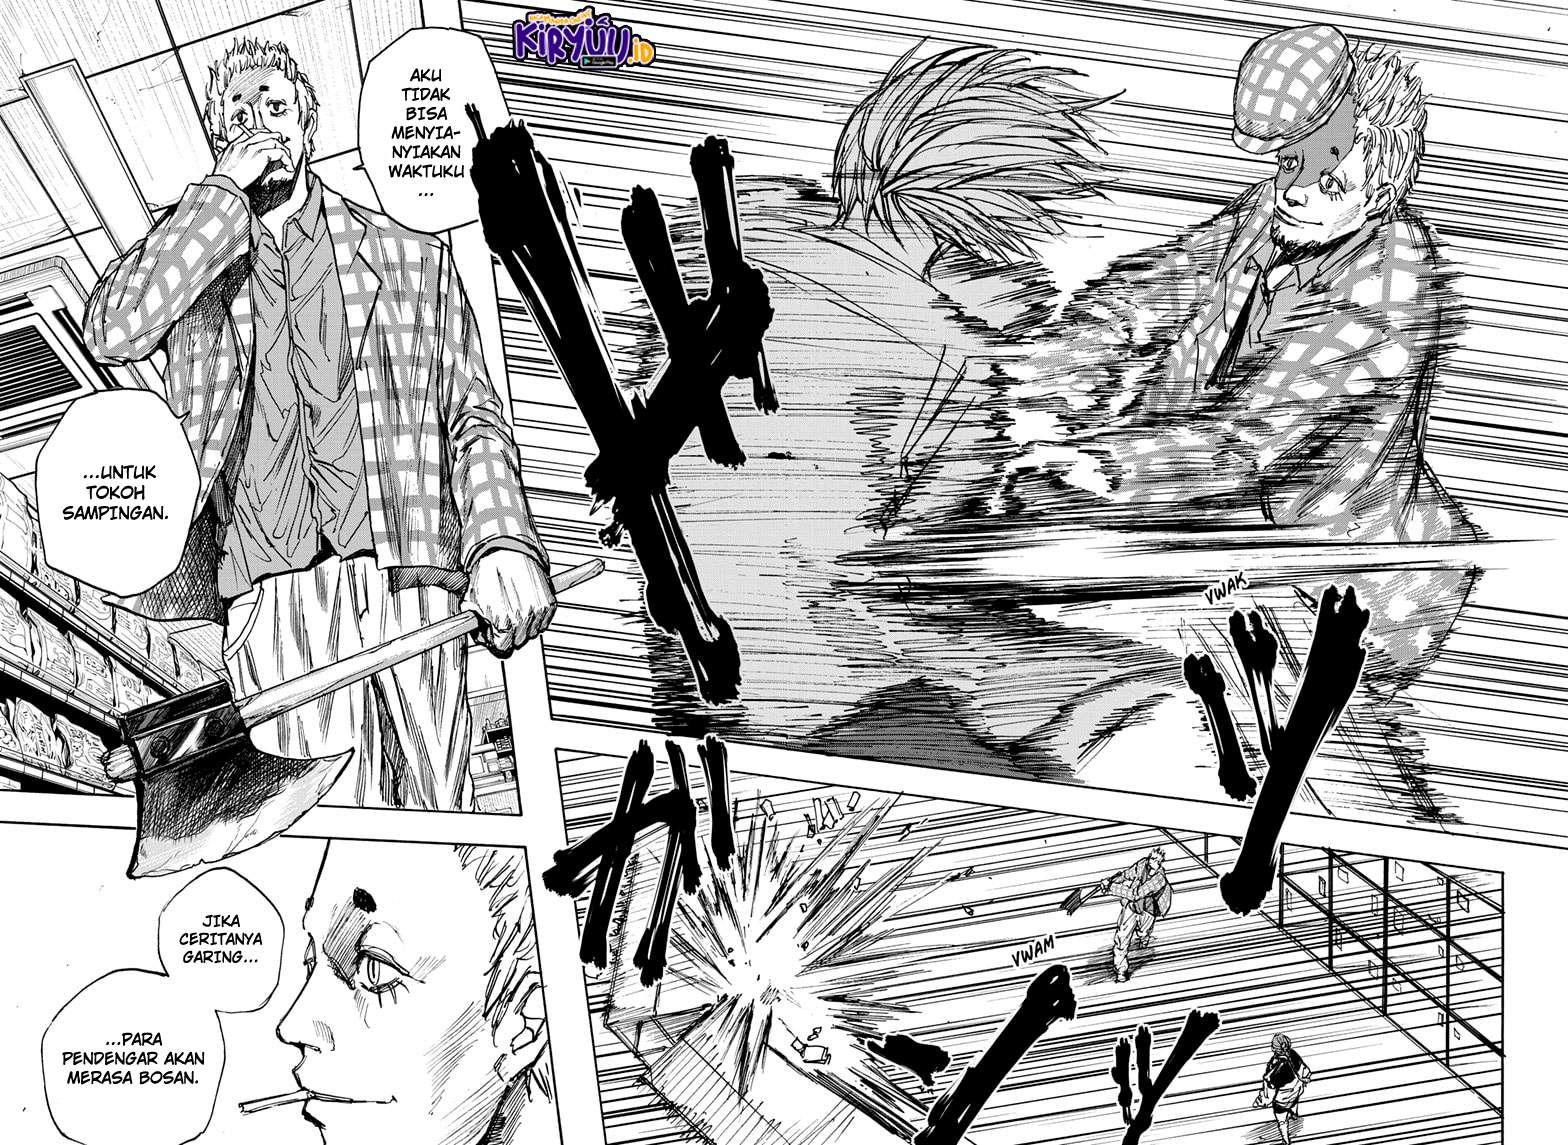 KIRYUU.ID
VWAK
VWAM
AKU
TIDAK
BISA
MENYIA-
NYIAKAN
WAKTUKU
...
...UNTUK
TOKOH
SAMPINGAN.
JIKA
CERITANYA
GARING...
...PARA
PENDENGAR AKAN
MERASA BOSAN.